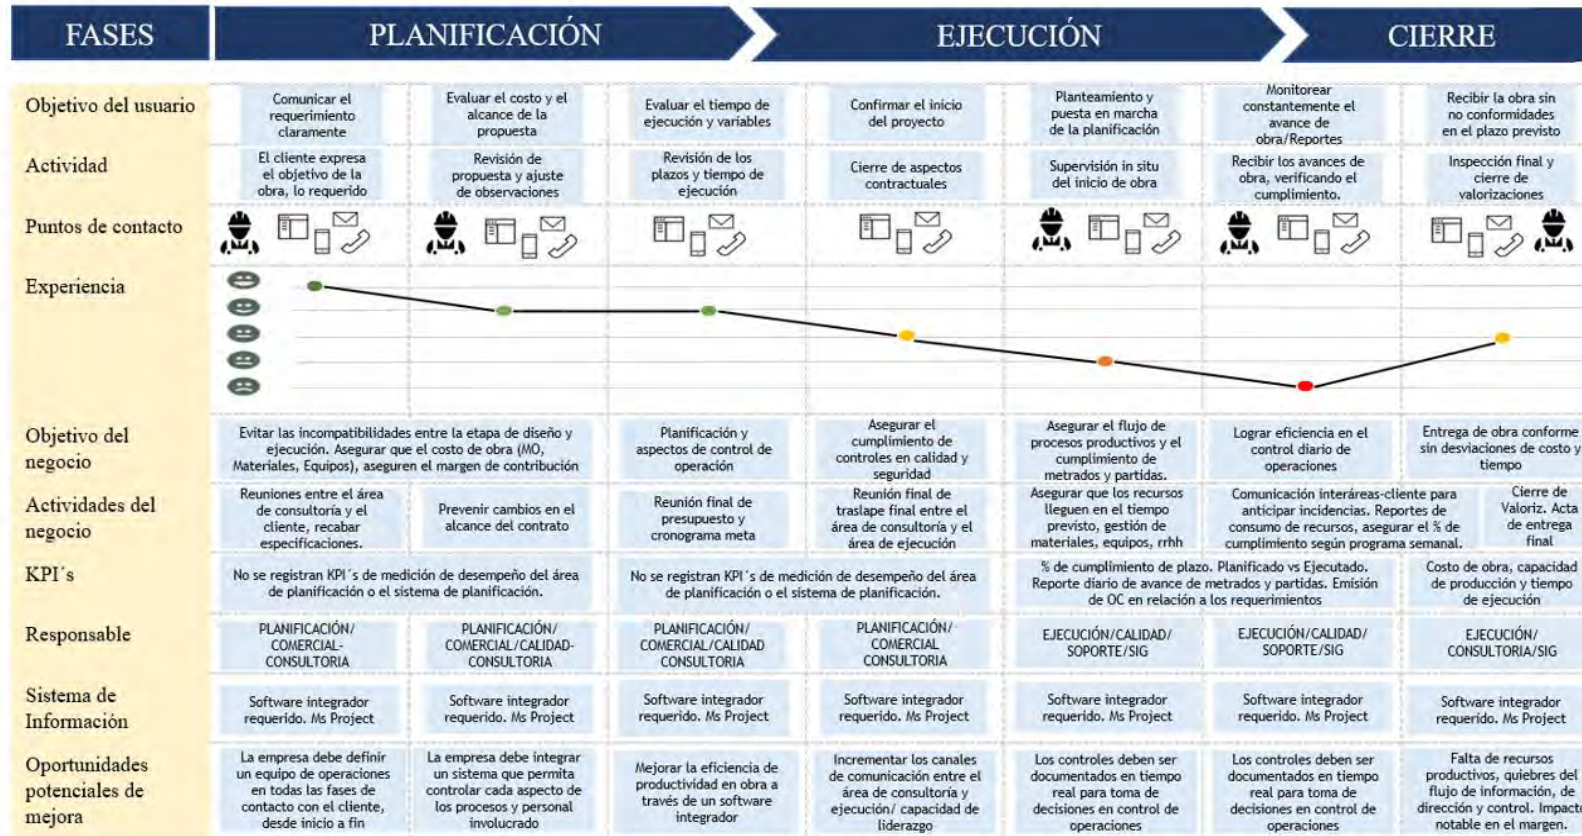 FASES
PLANIFICACIÓN
EJECUCIÓN
CIERRE
Objetivo del usuario
Comunicar el
requerimiento
claramente
Evaluar el costo y el
alcance de la
propuesta
Evaluar el tiempo de
ejecución y variables
Confirmar el inicio
del proyecto
Planteamiento y
puesta en marcha
de la planificación
Monitorear
constantemente el
avance de
obra/Reportes
Recibir la obra sin
no conformidades
en el plazo previsto
Actividad
El cliente expresa
el objetivo de la
obra, lo requerido
Revisión de
propuesta y ajuste
de observaciones
Revisión de los
plazos y tiempo de
ejecución
Cierre de aspectos
contractuales
Supervisión in situ
del inicio de obra
Recibir los avances de
obra, verificando el
cumplimiento.
Inspección final y
cierre de
valorizaciones
Puntos de contacto
Experiencia
Objetivo del
negocio
Evitar las incompatibilidades entre la etapa de diseño y
ejecución. Asegurar que el costo de obra (MO,
Materiales, Equipos), aseguren el margen de contribución
Planificación y
aspectos de control de
operación
Asegurar el
cumplimiento de
controles en calidad y
seguridad
Asegurar el flujo de
procesos productivos y el
cumplimiento de
metrados y partidas.
Lograr eficiencia en el
control diario de
operaciones
Entrega de obra conforme
sin desviaciones de costo y
tiempo
Actividades del
negocio
Reuniones entre el área
de consultoría y el
cliente, recabar
especificaciones.
Prevenir cambios en el
alcance del contrato
Reunión final de
presupuesto y
cronograma meta
Reunión final de
traslape final entre el
área de consultoría y el
área de ejecución
Asegurar que los recursos
lleguen en el tiempo
previsto, gestión de
materiales, equipos, rrhh
Comunicación interáreas-cliente para
anticipar incidencias. Reportes de
consumo de recursos, asegurar el % de
cumplimiento según programa semanal.
Cierre de
Valoriz. Acta
de entrega
final
KPI´s
No se registran KPI´s de medición de desempeño del área
de planificación o el sistema de planificación.
No se registran KPI´s de medición de desempeño del área
de planificación o el sistema de planificación.
% de cumplimiento de plazo. Planificado vs Ejecutado.
Reporte diario de avance de metrados y partidas. Emisión
de OC en relación a los requerimientos
Costo de obra, capacidad
de producción y tiempo
de ejecución
Responsable
PLANIFICACIÓN/
COMERCIAL-
CONSULTORIA
PLANIFICACIÓN/
COMERCIAL/CALIDAD-
CONSULTORIA
PLANIFICACIÓN/
COMERCIAL/CALIDAD
CONSULTORIA
PLANIFICACIÓN/
COMERCIAL
CONSULTORIA
EJECUCIÓN/CALIDAD/
SOPORTE/SIG
EJECUCIÓN/CALIDAD/
SOPORTE/SIG
EJECUCIÓN/
CONSULTORIA/SIG
Sistema de
Información
Software integrador
requerido. Ms Project
Software integrador
requerido. Ms Project
Software integrador
requerido. Ms Project
Software integrador
requerido. Ms Project
Software integrador
requerido. Ms Project
Software integrador
requerido. Ms Project
Software integrador
requerido. Ms Project
Oportunidades
potenciales de
mejora
La empresa debe definir
un equipo de operaciones
en todas las fases de
contacto con el cliente,
desde inicio a fin
La empresa debe integrar
un sistema que permita
controlar cada aspecto de
los procesos y personal
involucrado
Mejorar la eficiencia de
productividad en obra a
través de un software
integrador
Incrementar los canales
de comunicación entre el
área de consultoría y
ejecución/ capacidad de
liderazgo
Los controles deben ser
documentados en tiempo
real para toma de
decisiones en control de
operaciones
Los controles deben ser
documentados en tiempo
real para toma de
decisiones en control de
operaciones
Falta de recursos
productivos, quiebres del
flujo de información, de
dirección y control. Impacto
notable en el margen.